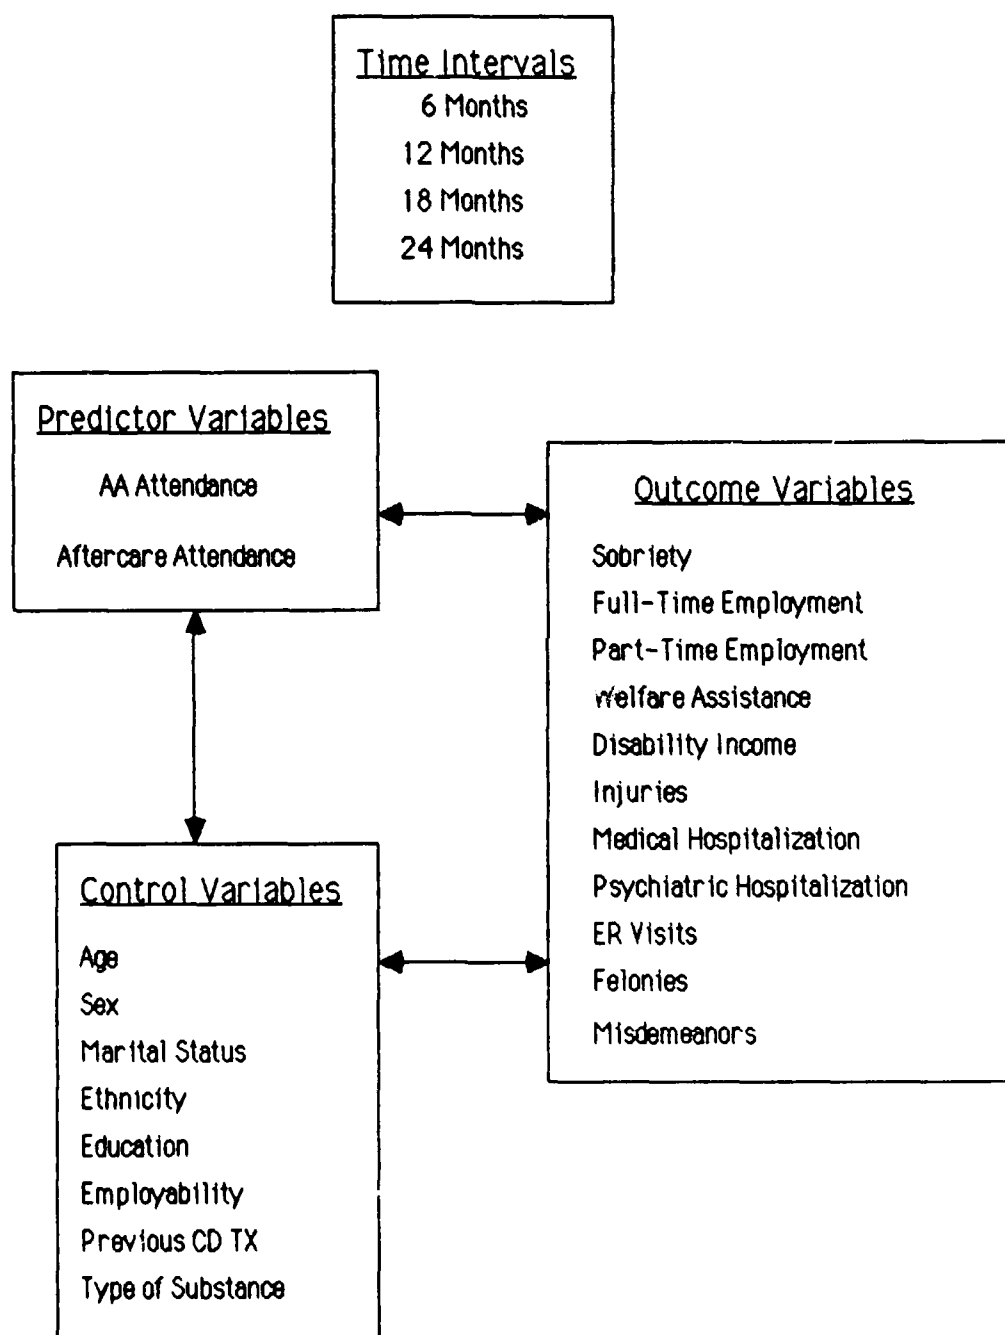 Time Intervals
6 Months
12 Months
18 Months
24 Months
Predictor Variables
AA Attendance
Aftercare Attendance
Outcome Variables
Sobriety
Full-Time Employment
Part-Time Employment
Welfare Assistance
Disability Income
Injuries
Medical Hospitalization
Psychiatric Hospitalization
ER Visits
Felonies
Misdemeanors
Control Variables
Age
Sex
Marital Status
Ethnicity
Education
Employability
Previous CD TX
Type of Substance